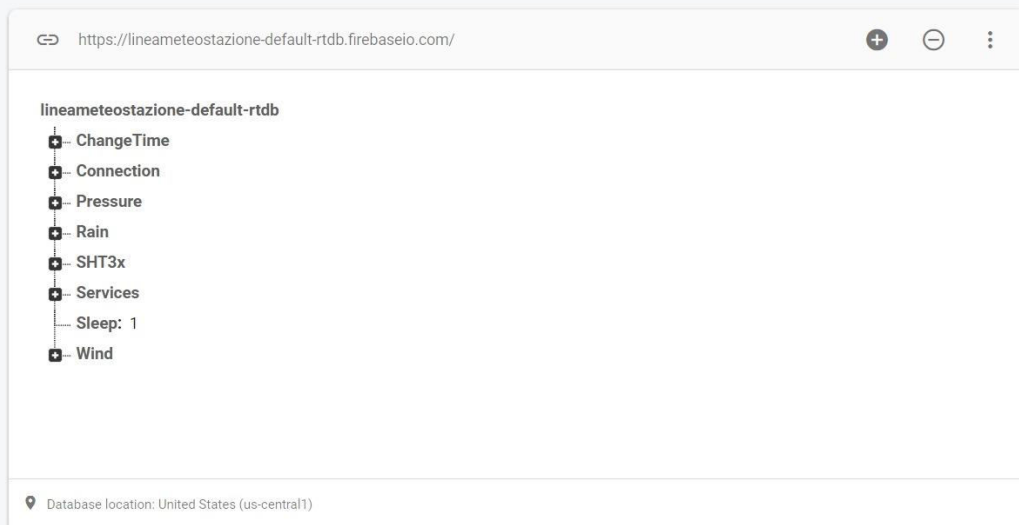 https://lineameteostazione-default-rtdb.firebaseio.com/
lineameteostazione-default-rtdb
ChangeTime
Connection
Pressure
Rain
SHT3x
Services
Sleep: 1
Wind
Database location: United States (us-central1)